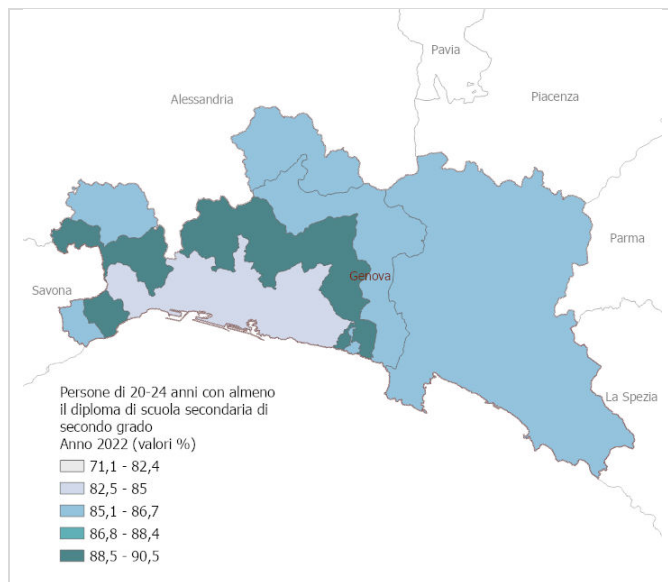 Pavia
Alessandria
Piacenza
Parma
Genova
Savona
La Spezia
Persone di 20-24 anni con almeno
il diploma di scuola secondaria di
secondo grado
Anno 2022 (valori %)
71,1 - 82,4
82,5 - 85
85,1 - 86,7
86,8 - 88,4
88,5 - 90,5